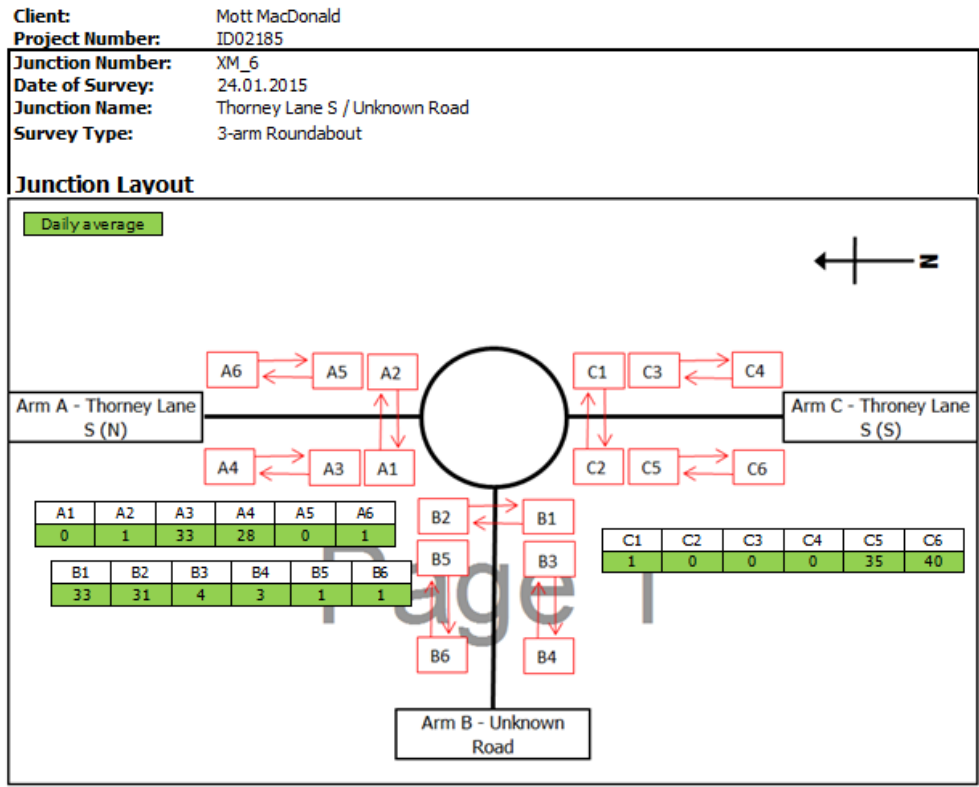 Client: Mott MacDonald
Project Number: ID02185
Junction Number: XM_6
Date of Survey: 24.01.2015
Junction Name: Thorney Lane S / Unknown Road
Survey Type: 3-arm Roundabout
Junction Layout
Daily average
N
A6 A5 A2 C1 C3 C4
Arm A - Thorney Lane
S (N)
Arm C - Throney Lane
S (S)
A4 A3 A1 C2 C5 C6
A1 A2 A3 A4 A5 A6
0 1 33 28 0 1
B2 B1
C1 C2 C3 C4 C5 C6
1 0 0 0 35 40
B5 B3
B1 B2 B3 B4 B5 B6
33 31 4 3 1 1
Page 1
B6 B4
Arm B - Unknown
Road